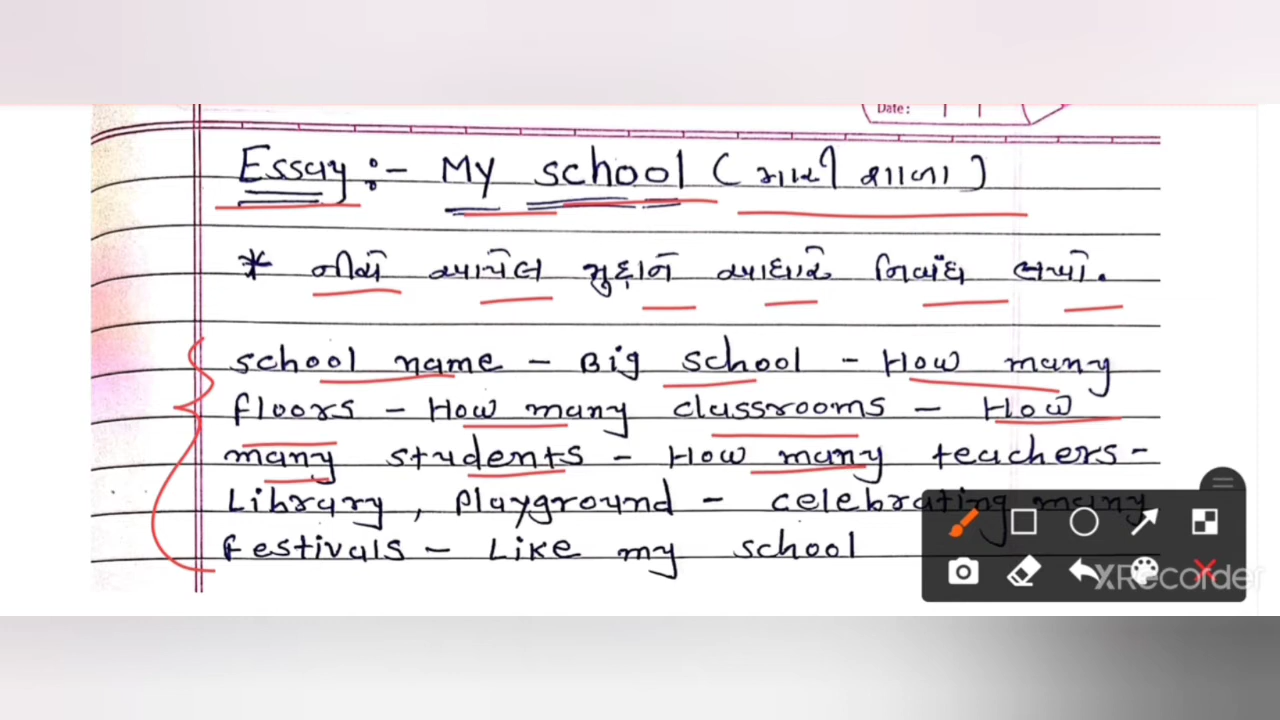 Date:
Essay :- My school ( મારી શાળા )
* નીચે આપેલ મુદ્દાને આધારે નિબંધ લખો.
school name - Big school - How many
floors - How many classrooms - How
many students - How many teachers -
Library , Playground - celebrating many
festivals - Like my school
XRecorder